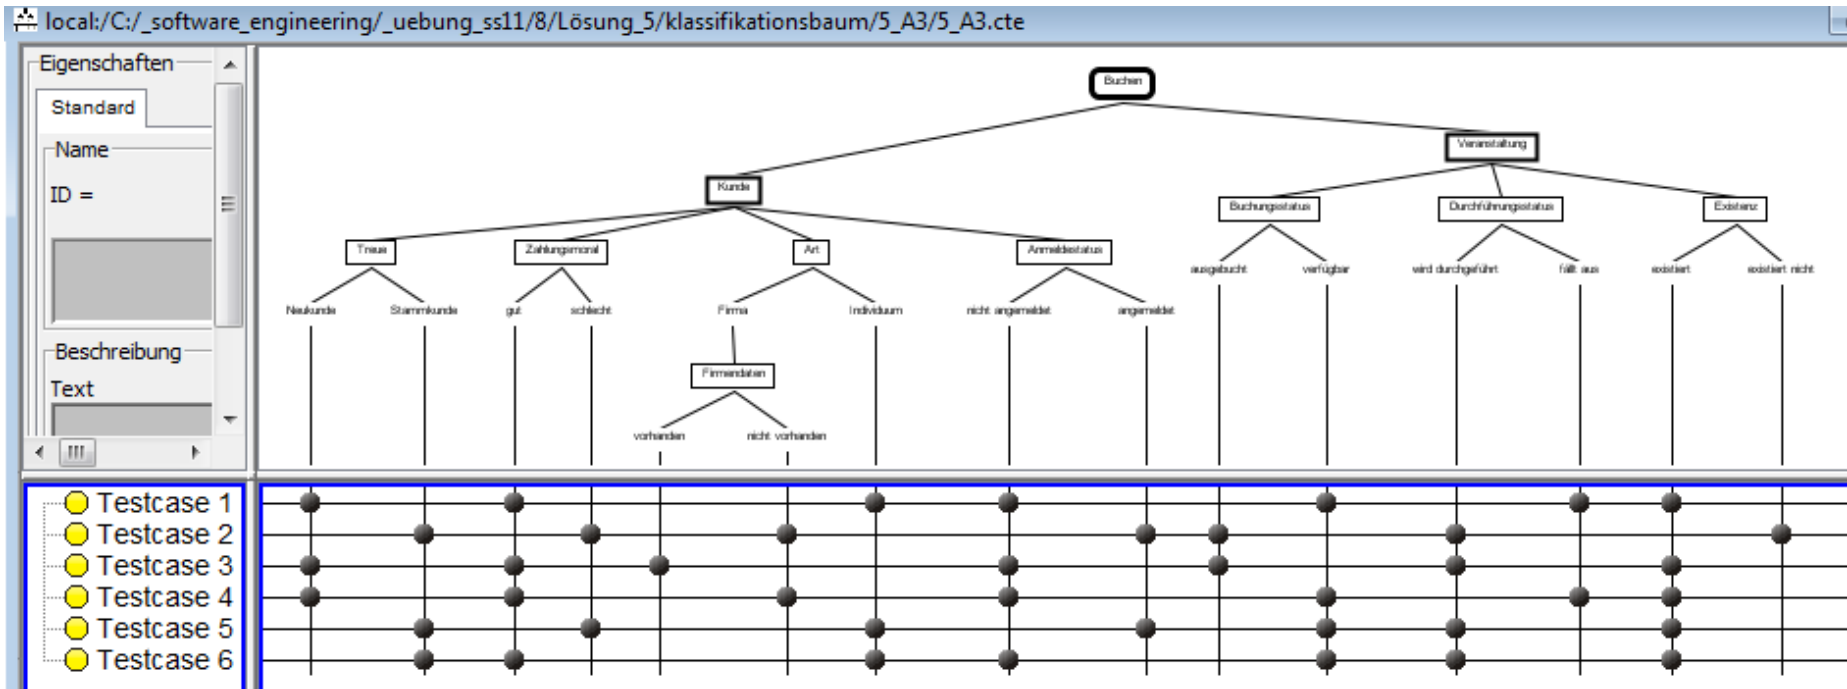 local:/C:/_software_engineering/_uebung_ss11/8/Lösung_5/klassifikationsbaum/5_A3/5_A3.cte
Eigenschaften
Standard
Name
ID =
Beschreibung
Text
Buchen
Veranstaltung
Kunde
Buchungsstatus Durchführungsstatus Existenz
Treue Zahlungsmoral Art Anmeldestatus
ausgebucht verfügbar wird durchgeführt fällt aus existiert existiert nicht
Neukunde Stammkunde gut schlecht Firma Individuum nicht angemeldet angemeldet
Firmendaten
vorhanden nicht vorhanden
Testcase 1
Testcase 2
Testcase 3
Testcase 4
Testcase 5
Testcase 6